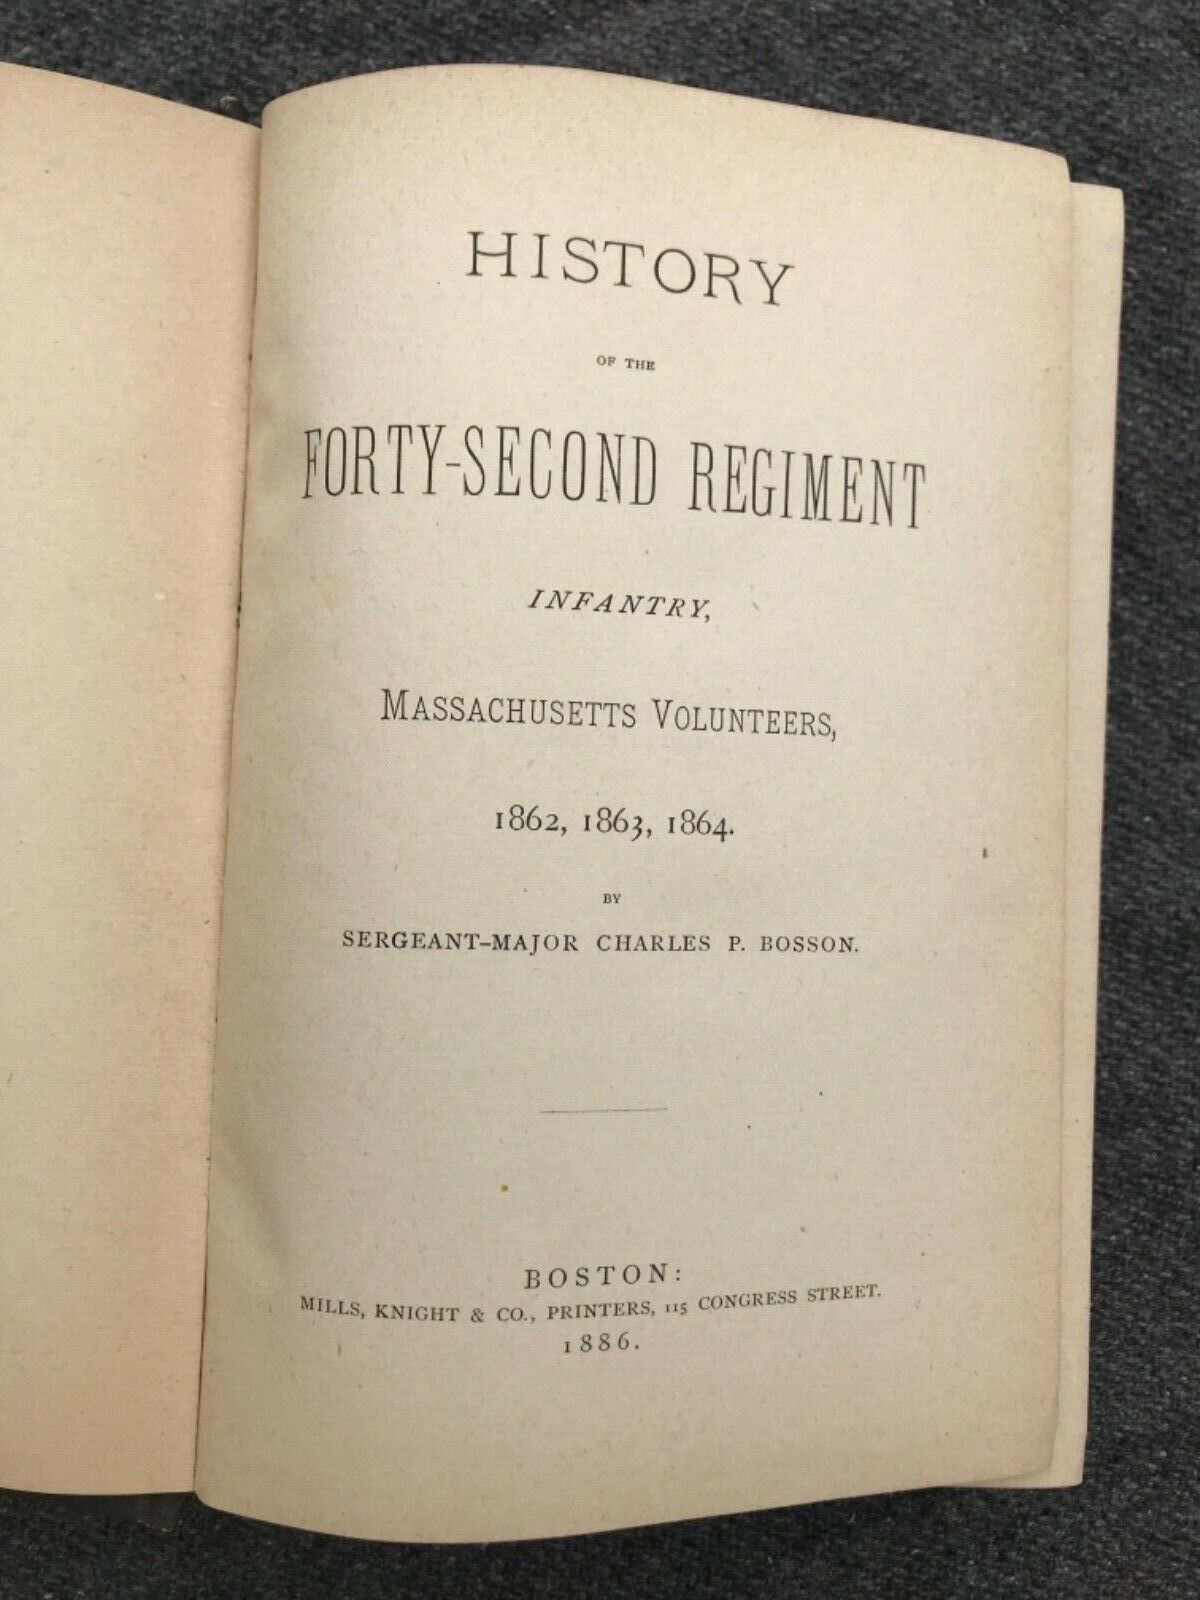 HISTORY
OF THE
FORTY-SECOND REGIMENT
INFANTRY,
MASSACHUSETTS VOLUNTEERS,
1862, 1863, 1864.
BY
SERGEANT-MAJOR CHARLES P. BOSSON.
BOSTON:
MILLS, KNIGHT & CO., PRINTERS, 115 CONGRESS STREET.
1886.